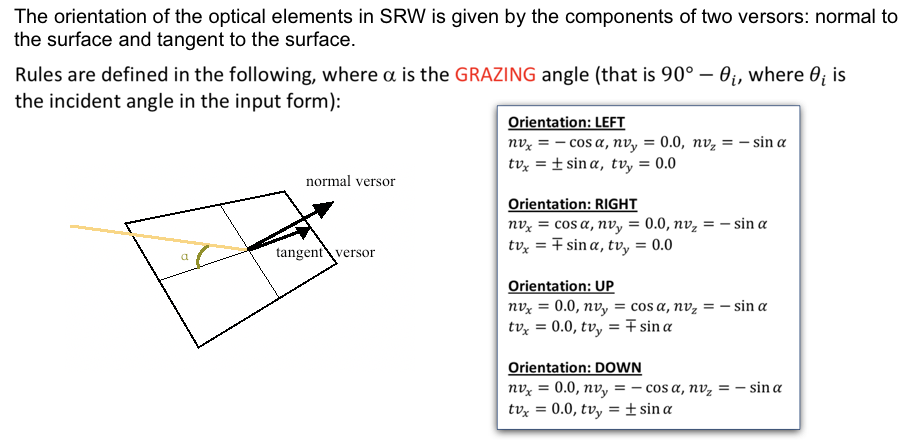 The orientation of the optical elements in SRW is given by the components of two versors: normal to
the surface and tangent to the surface.
Rules are defined in the following, where α is the GRAZING angle (that is 90° − θᵢ, where θᵢ is
the incident angle in the input form):
normal versor
tangent versor
α
Orientation: LEFT
nvₓ = − cos α, nvᵧ = 0.0, nv_z = − sin α
tvₓ = ± sin α, tvᵧ = 0.0
Orientation: RIGHT
nvₓ = cos α, nvᵧ = 0.0, nv_z = − sin α
tvₓ = ∓ sin α, tvᵧ = 0.0
Orientation: UP
nvₓ = 0.0, nvᵧ = cos α, nv_z = − sin α
tvₓ = 0.0, tvᵧ = ∓ sin α
Orientation: DOWN
nvₓ = 0.0, nvᵧ = − cos α, nv_z = − sin α
tvₓ = 0.0, tvᵧ = ± sin α